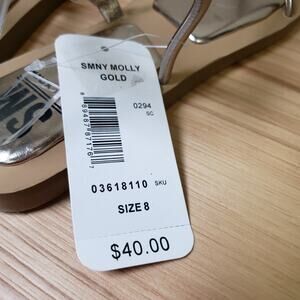 SMNY MOLLY
GOLD
0294
SC
03618110 SKU
SIZE 8
$40.00